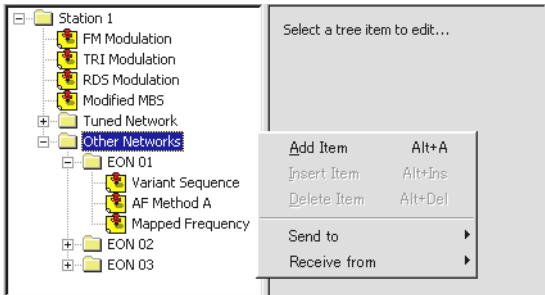 Station 1
FM Modulation
TRI Modulation
RDS Modulation
Modified MBS
Tuned Network
Other Networks
EON 01
Variant Sequence
AF Method A
Mapped Frequency
EON 02
EON 03
Select a tree item to edit...
Add Item Alt+A
Insert Item Alt+Ins
Delete Item Alt+Del
Send to
Receive from